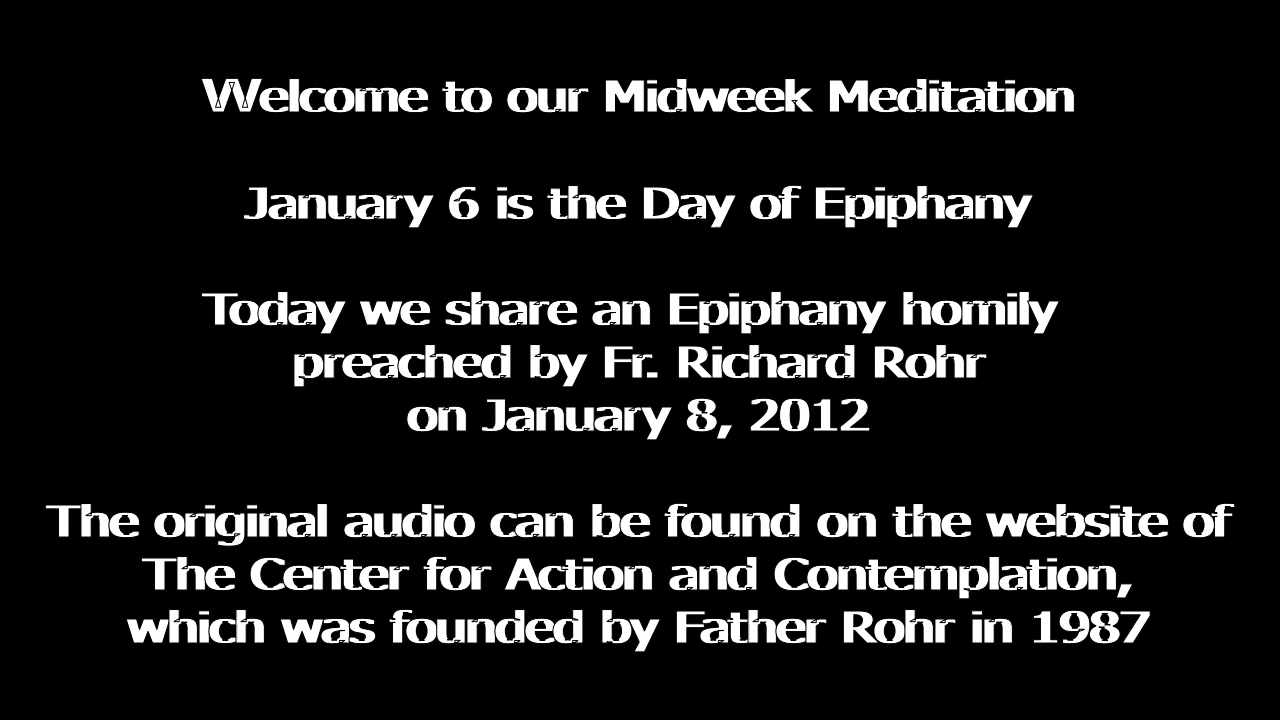 Welcome to our Midweek Meditation
January 6 is the Day of Epiphany
Today we share an Epiphany homily
preached by Fr. Richard Rohr
on January 8, 2012
The original audio can be found on the website of
The Center for Action and Contemplation,
which was founded by Father Rohr in 1987